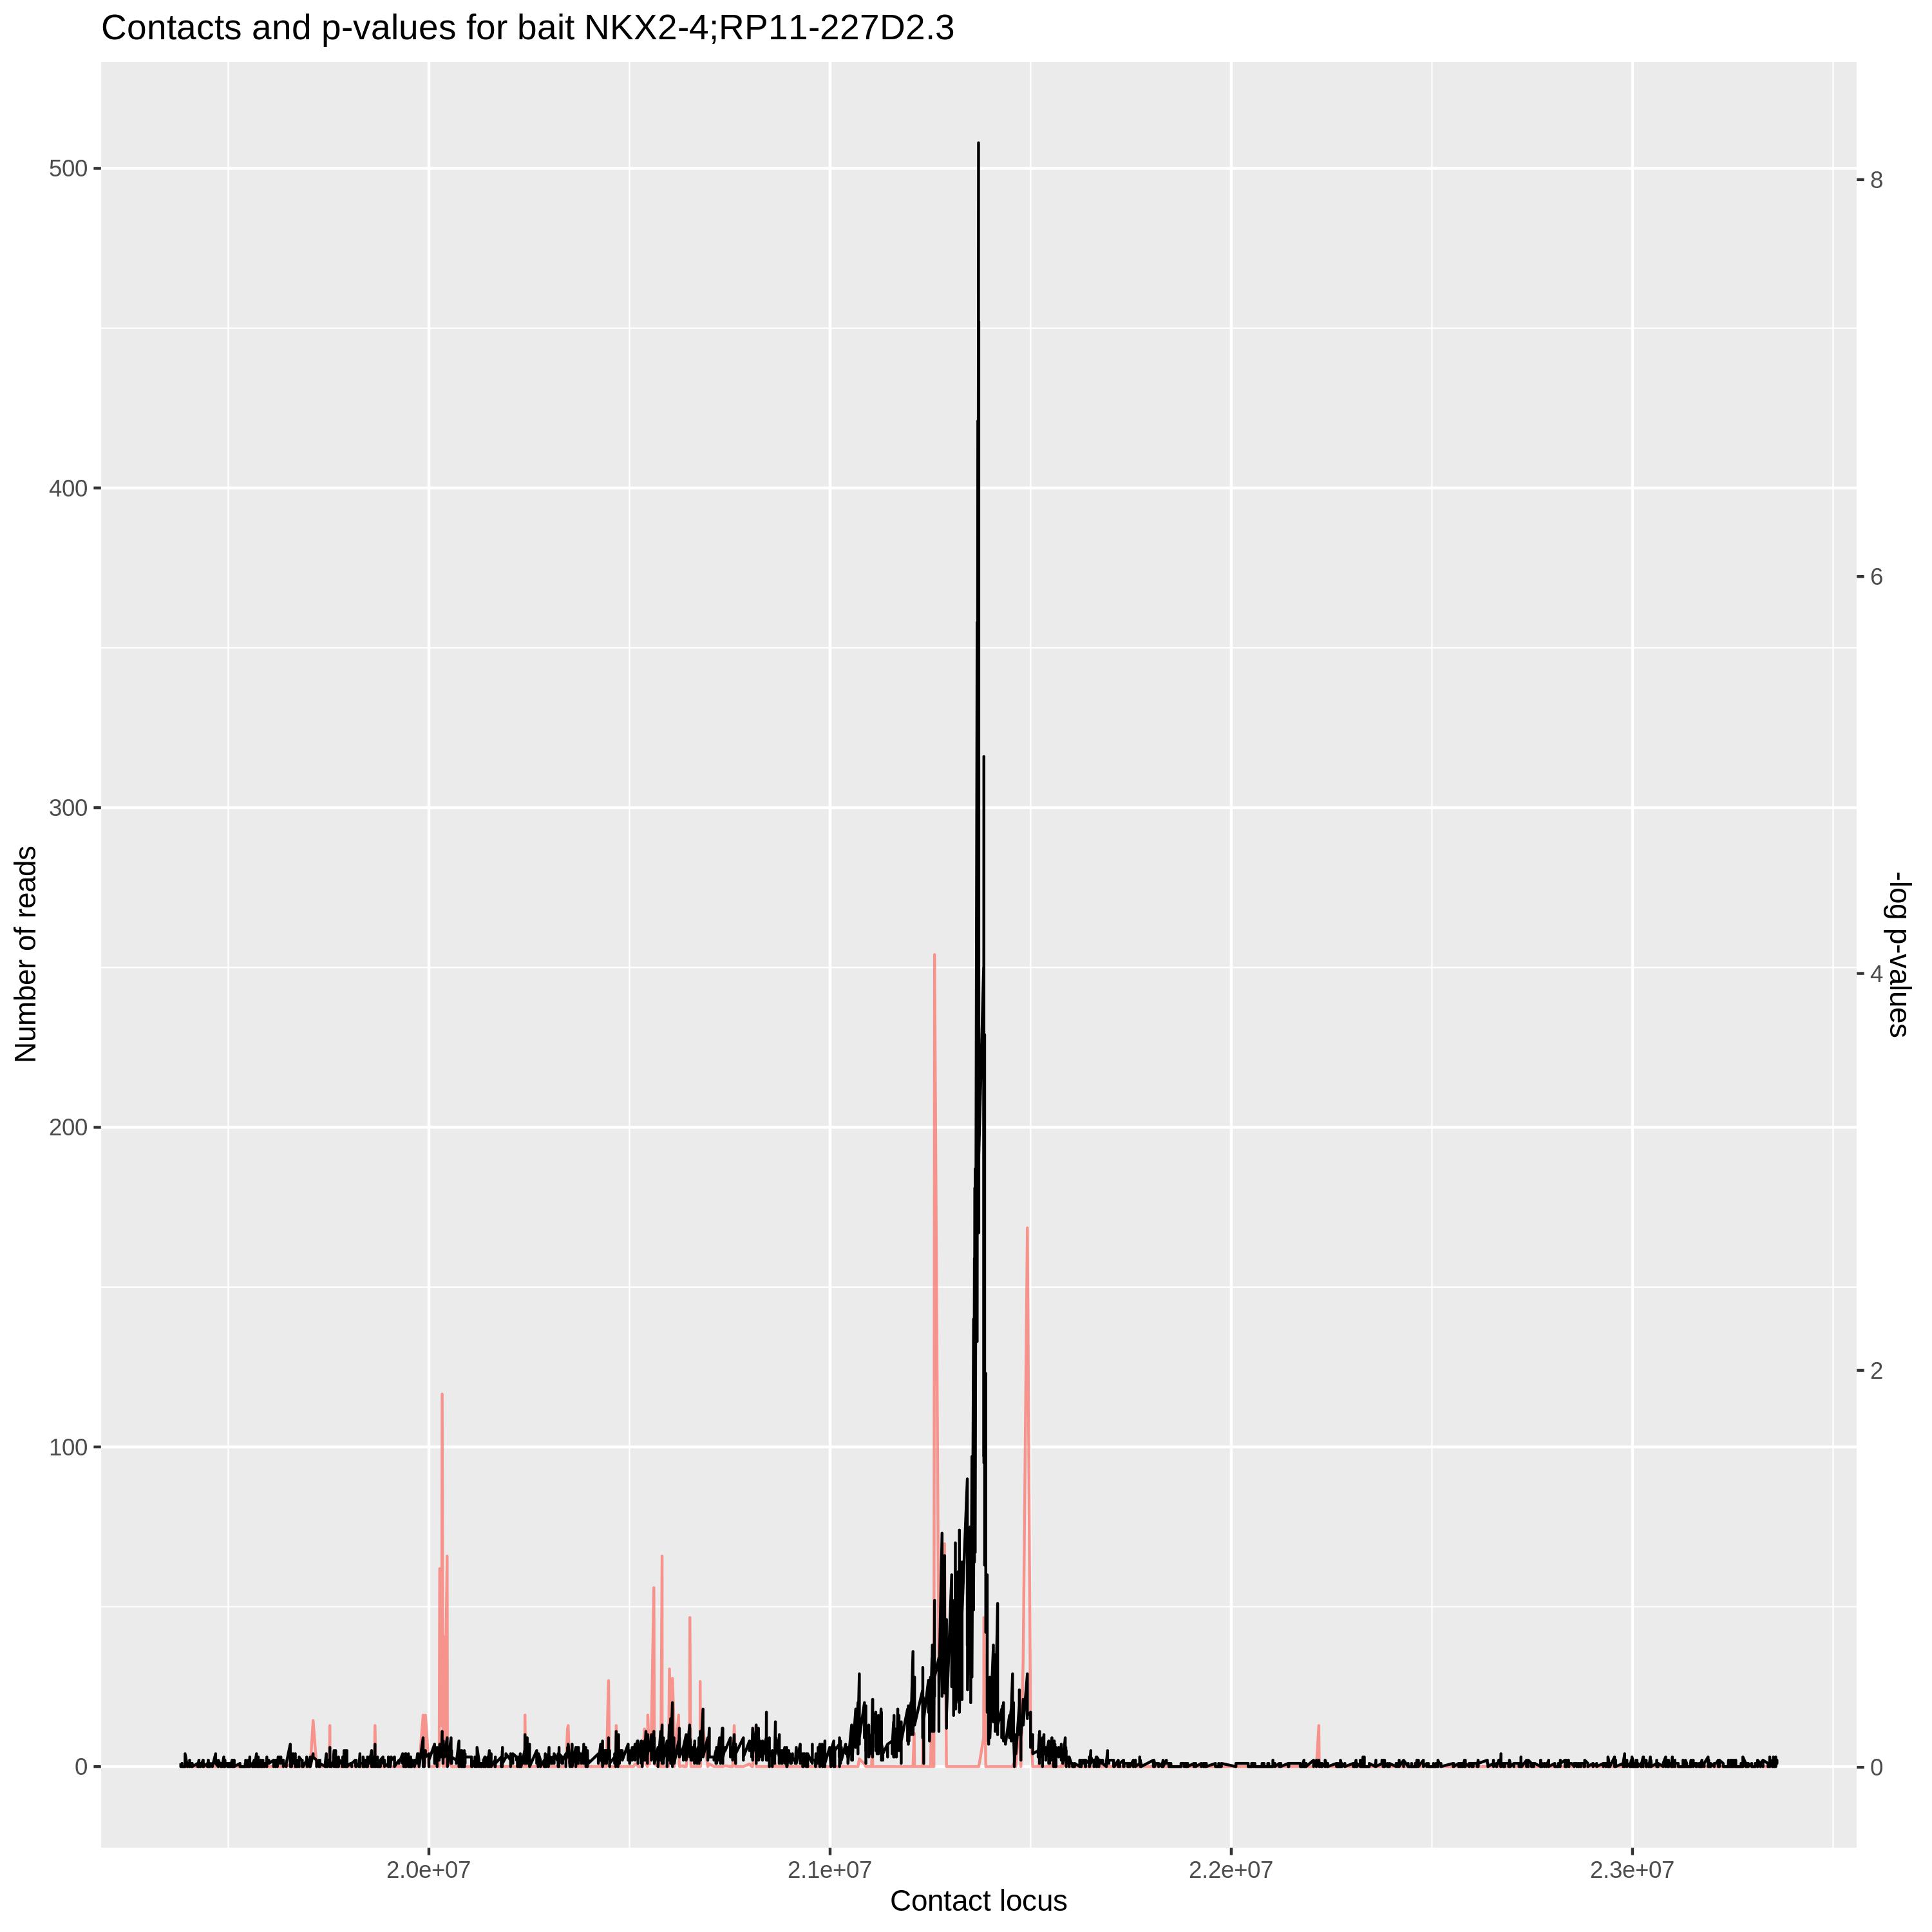 Contacts and p-values for bait NKX2-4;RP11-227D2.3
500
400
300
200
100
0
Number of reads
8
6
4
2
0
-log p-values
2.0e+07
2.1e+07
2.2e+07
2.3e+07
Contact locus